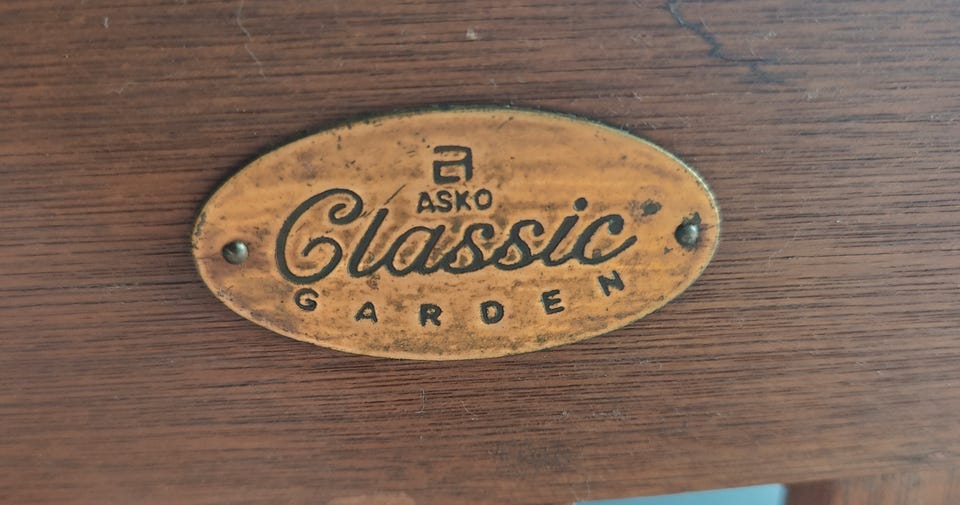 a
ASKO
Classic
GARDEN